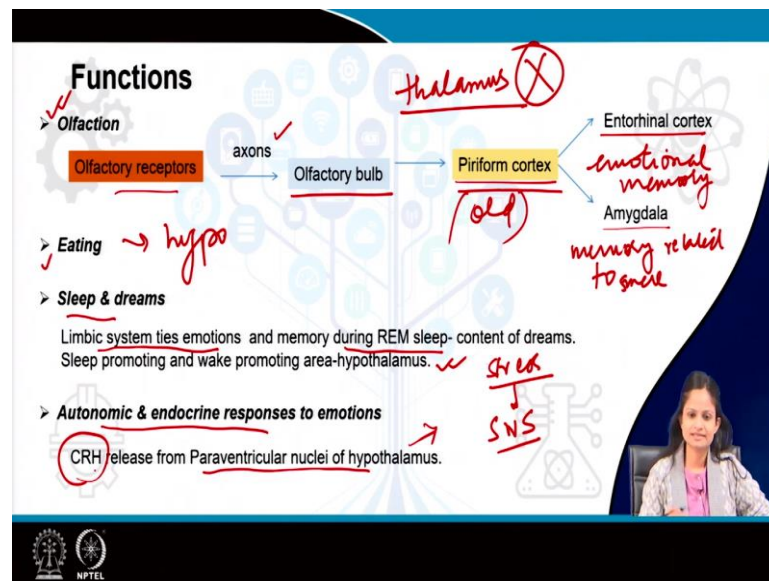 Functions
thalamus X
Olfaction
Olfactory receptors
axons
Olfactory bulb
Piriform cortex
(old)
Entorhinal cortex
emotional
memory
Amygdala
memory related
to
Eating → hypo
Sleep & dreams
Limbic system ties emotions and memory during REM sleep- content of dreams.
Sleep promoting and wake promoting area-hypothalamus.
stress
SNS
Autonomic & endocrine responses to emotions
CRH release from Paraventricular nuclei of hypothalamus.
NPTEL